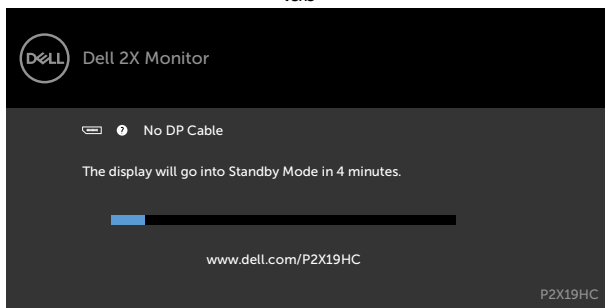 DELL
Dell 2X Monitor
? No DP Cable
The display will go into Standby Mode in 4 minutes.
www.dell.com/P2X19HC
P2X19HC